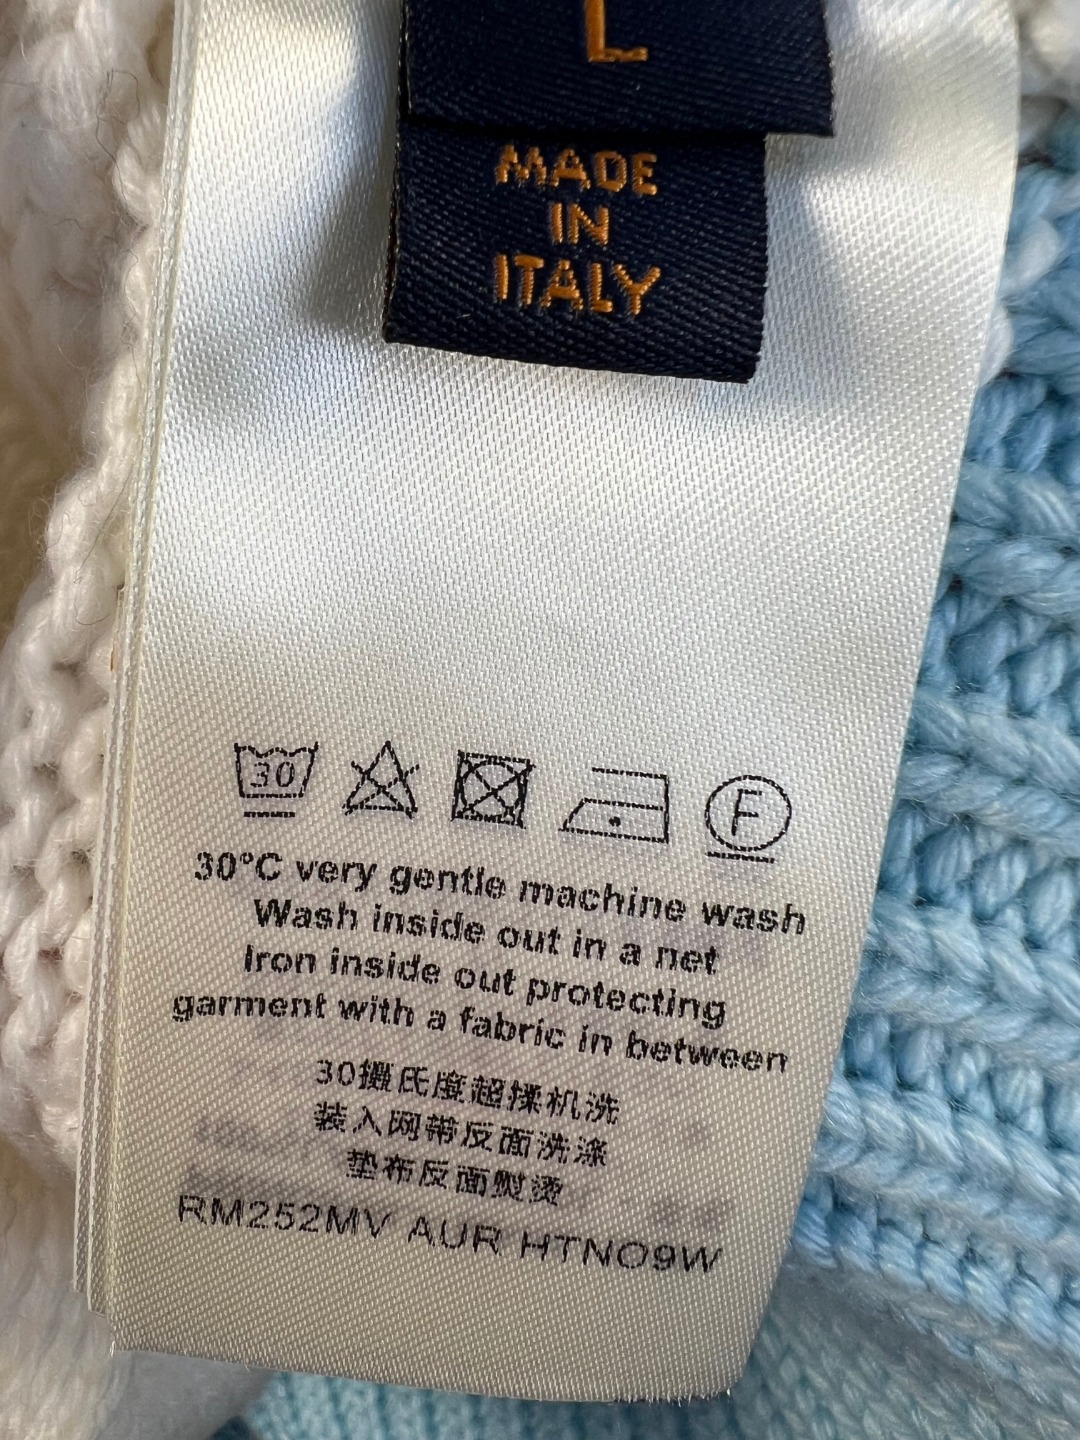 L
MADE
IN
ITALY
30
F
30°C very gentle machine wash
Wash inside out in a net
Iron inside out protecting
garment with a fabric in between
30摄氏度超揉机洗
装入网带反面洗涤
垫布反面熨烫
RM252MV AUR HTNO9W